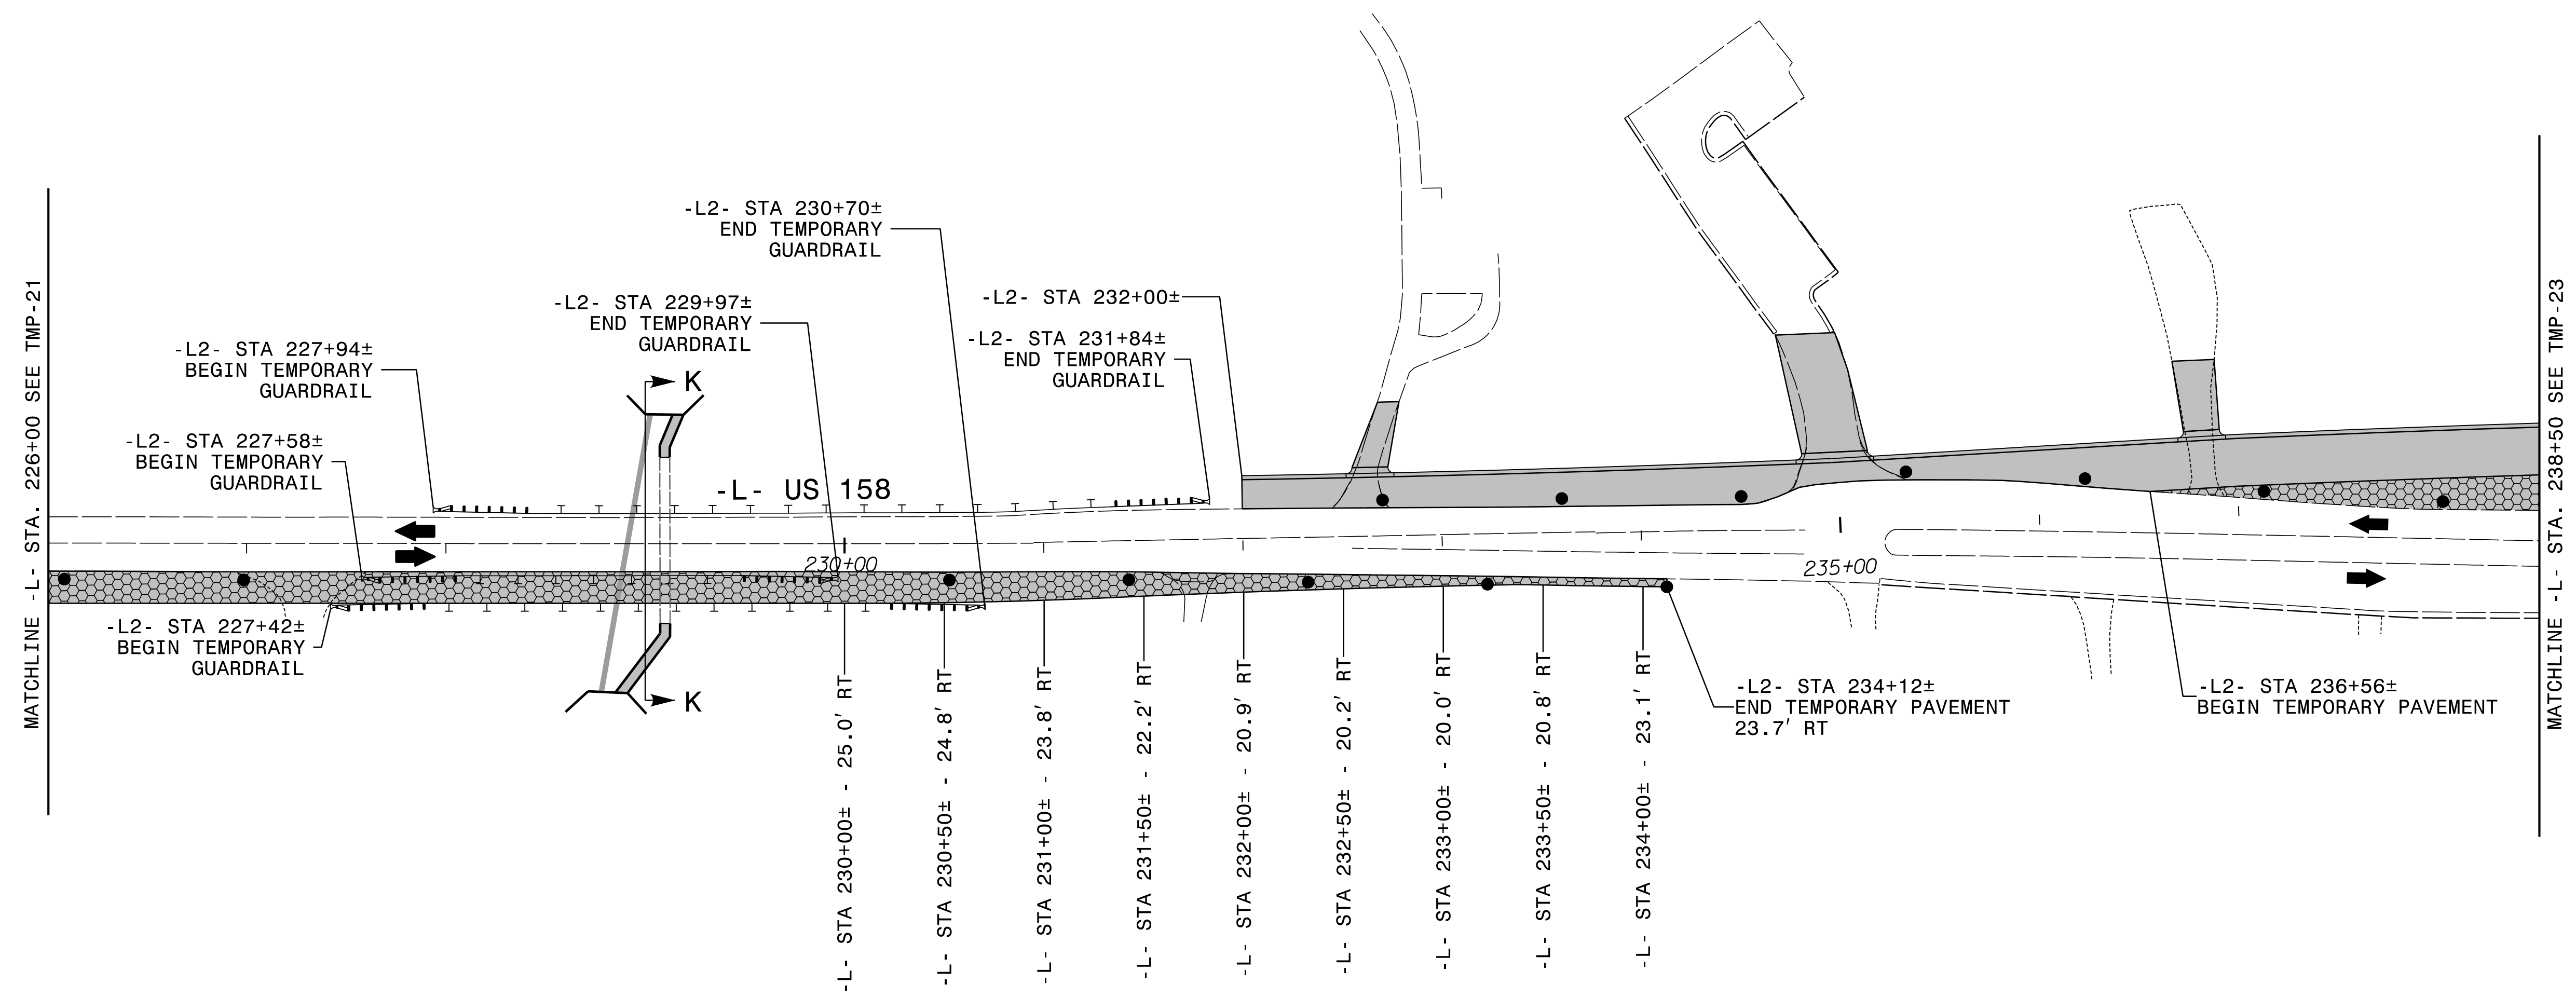 MATCHLINE -L- STA. 226+00 SEE TMP-21
-L2- STA 227+94±
BEGIN TEMPORARY
GUARDRAIL
-L2- STA 227+58±
BEGIN TEMPORARY
GUARDRAIL
-L2- STA 227+42±
BEGIN TEMPORARY
GUARDRAIL
-L2- STA 230+70±
END TEMPORARY
GUARDRAIL
-L2- STA 229+97±
END TEMPORARY
GUARDRAIL
K
K
-L- US 158
230+00
-L2- STA 232+00±
-L2- STA 231+84±
END TEMPORARY
GUARDRAIL
235+00
-L- STA 230+00± - 25.0' RT
-L- STA 230+50± - 24.8' RT
-L- STA 231+00± - 23.8' RT
-L- STA 231+50± - 22.2' RT
-L- STA 232+00± - 20.9' RT
-L- STA 232+50± - 20.2' RT
-L- STA 233+00± - 20.0' RT
-L- STA 233+50± - 20.8' RT
-L- STA 234+00± - 23.1' RT
-L2- STA 234+12±
END TEMPORARY PAVEMENT
23.7' RT
-L2- STA 236+56±
BEGIN TEMPORARY PAVEMENT
MATCHLINE -L- STA. 238+50 SEE TMP-23